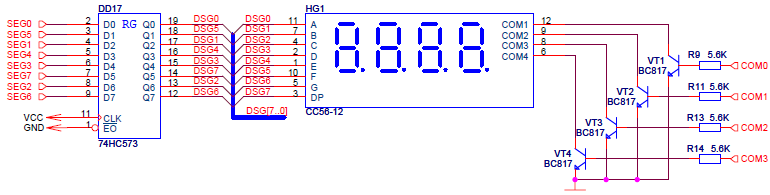 DD17
HG1
SEG0 2 D0 RG Q0 19 DSG0 DSG0 11 A COM1 12
SEG5 3 D1 Q1 18 DSG5 DSG1 7 B COM2 9
SEG1 4 D2 Q2 17 DSG1 DSG2 4 C COM3 8
SEG4 5 D3 Q3 16 DSG4 DSG3 2 D COM4 6
SEG3 6 D4 Q4 15 DSG3 DSG4 1 E
SEG7 7 D5 Q5 14 DSG7 DSG5 10 F
SEG2 8 D6 Q6 13 DSG2 DSG6 5 G
SEG6 9 D7 Q7 12 DSG6 DSG7 3 DP
8.8.8.8.
VCC 11 CLK
GND 1 EO
74HC573
DSG[7..0]
CC56-12
VT1 BC817 R9 5.6K COM0
VT2 BC817 R11 5.6K COM1
VT3 BC817 R13 5.6K COM2
VT4 BC817 R14 5.6K COM3